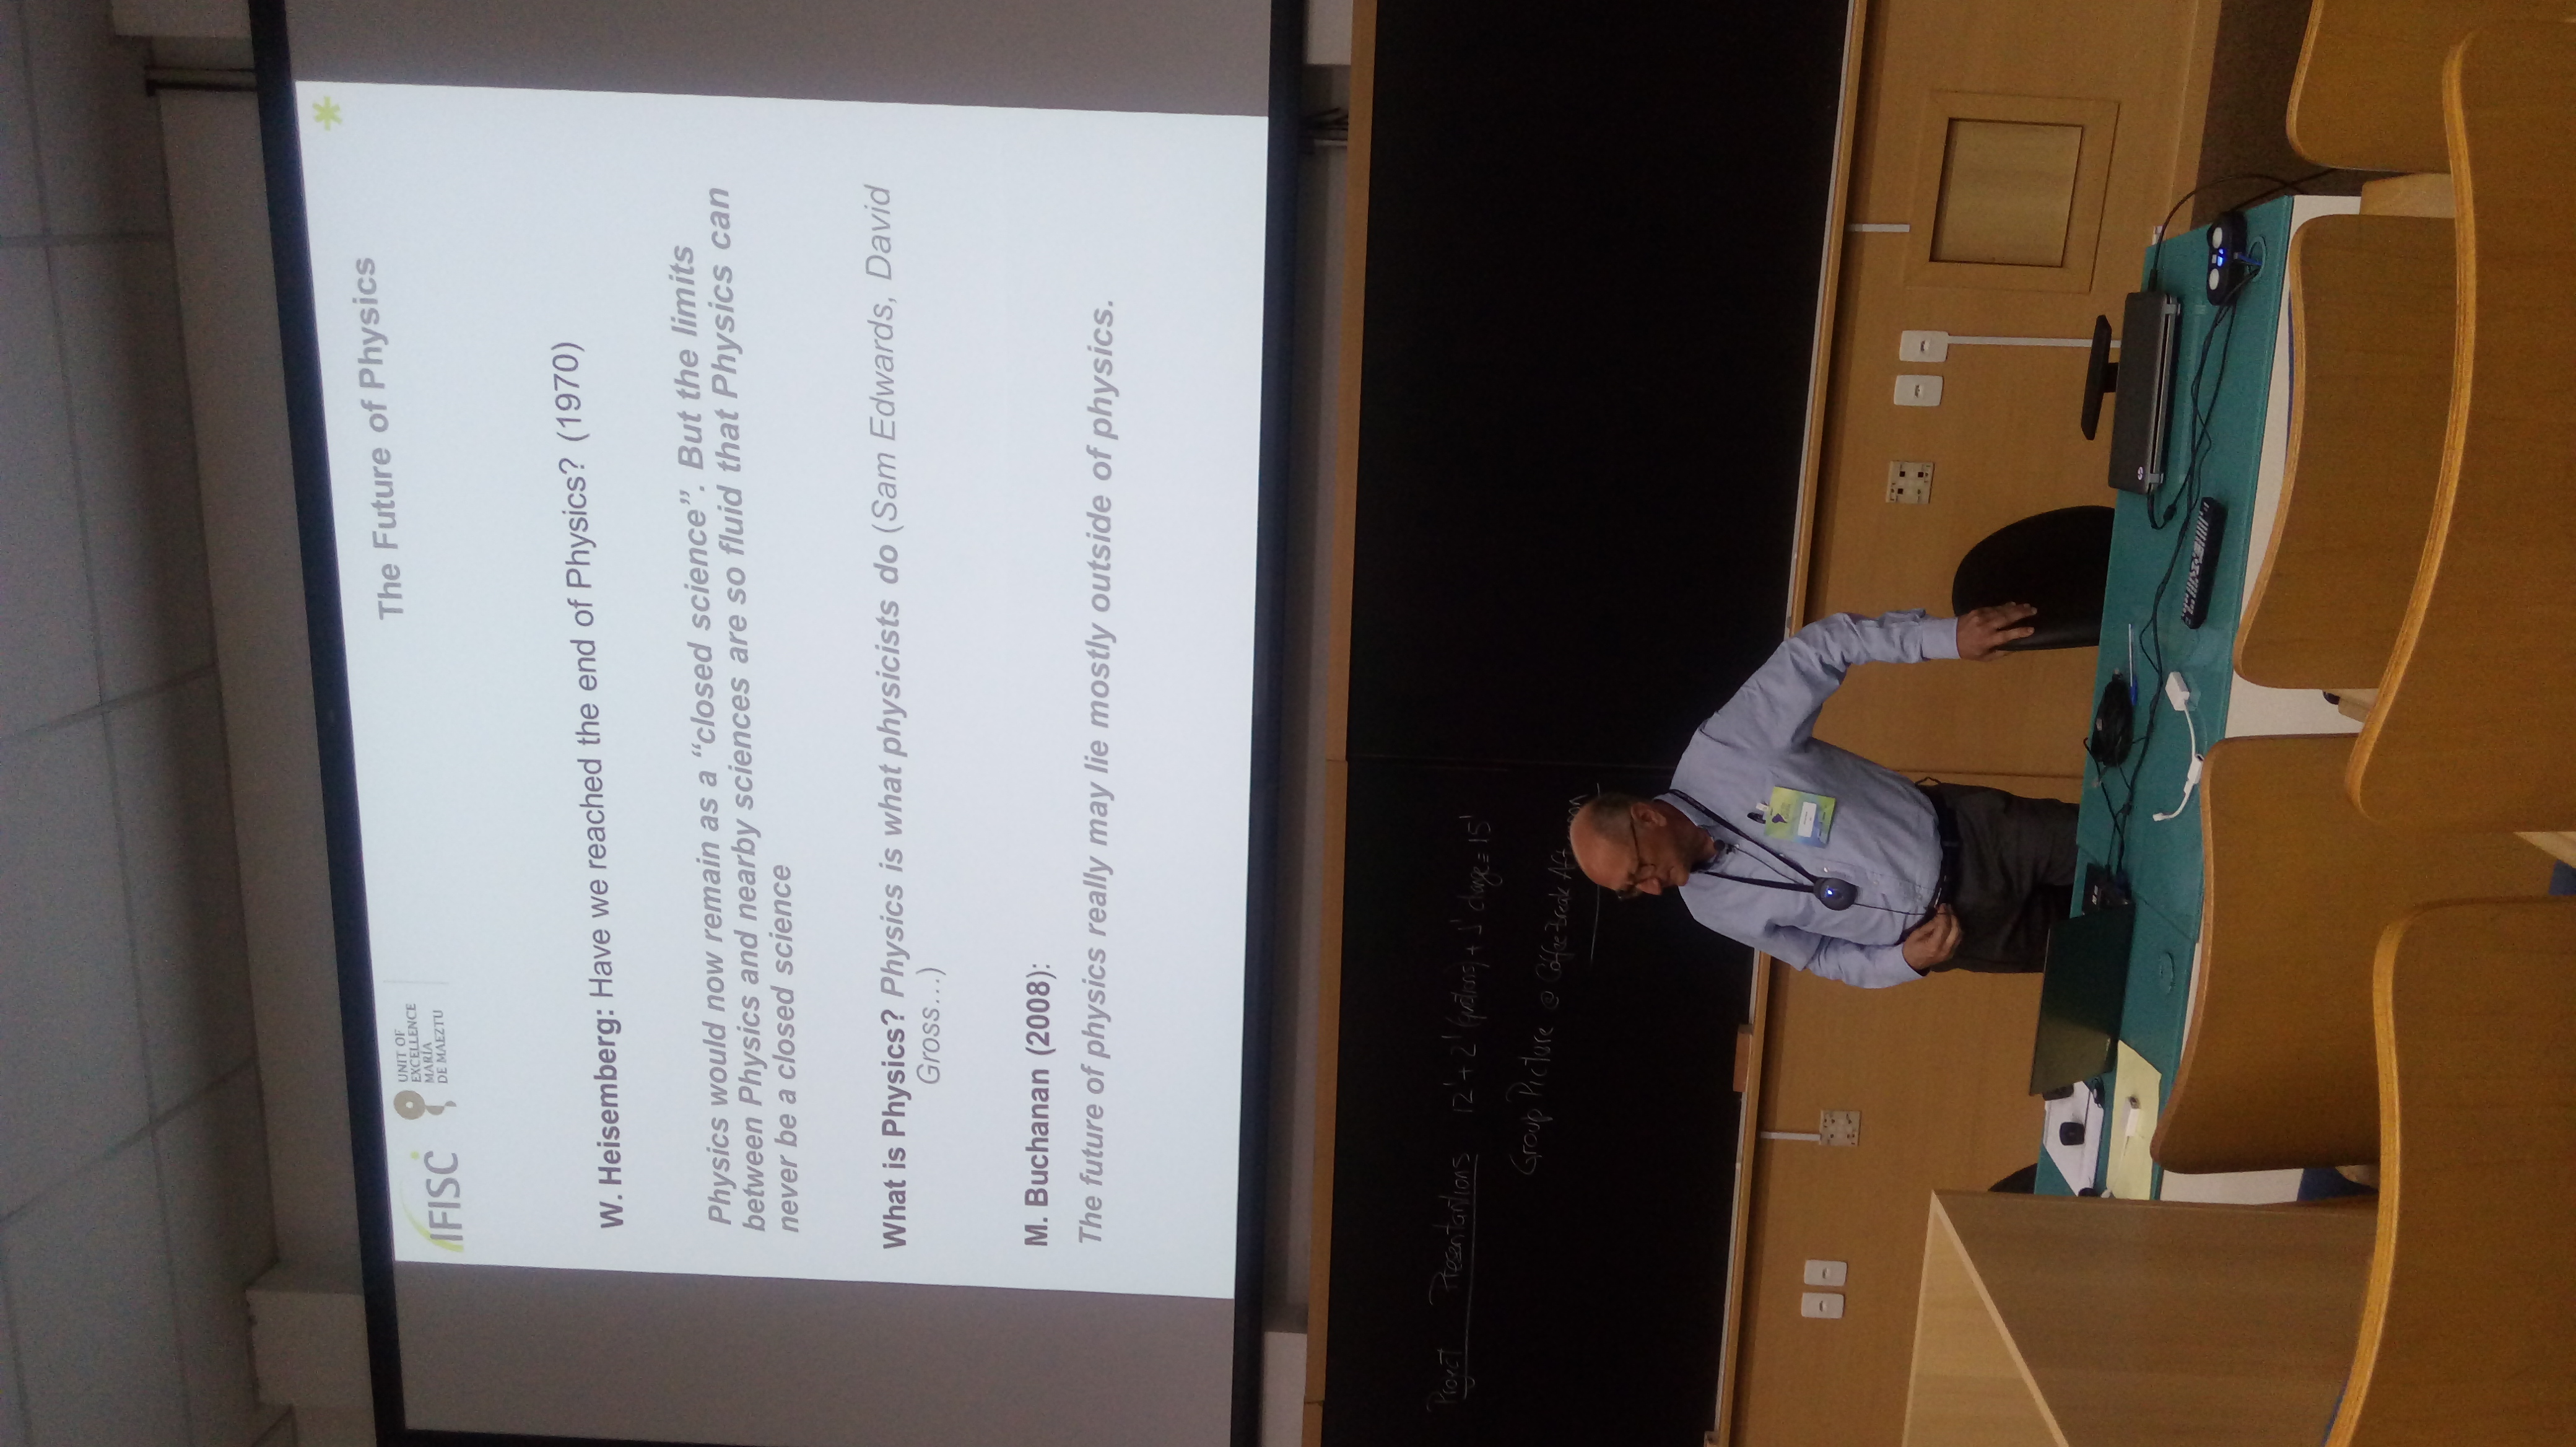 IFISC
UNIT OF
EXCELLENCE
MARÍA
DE MAEZTU
The Future of Physics
*
W. Heisemberg: Have we reached the end of Physics? (1970)
Physics would now remain as a “closed science”. But the limits
between Physics and nearby sciences are so fluid that Physics can
never be a closed science
What is Physics? Physics is what physicists do (Sam Edwards, David
Gross...)
M. Buchanan (2008):
The future of physics really may lie mostly outside of physics.
Project Presentantions 12' + 2' + 1' change = 15'
Group Picture @ Coffee Break
hp